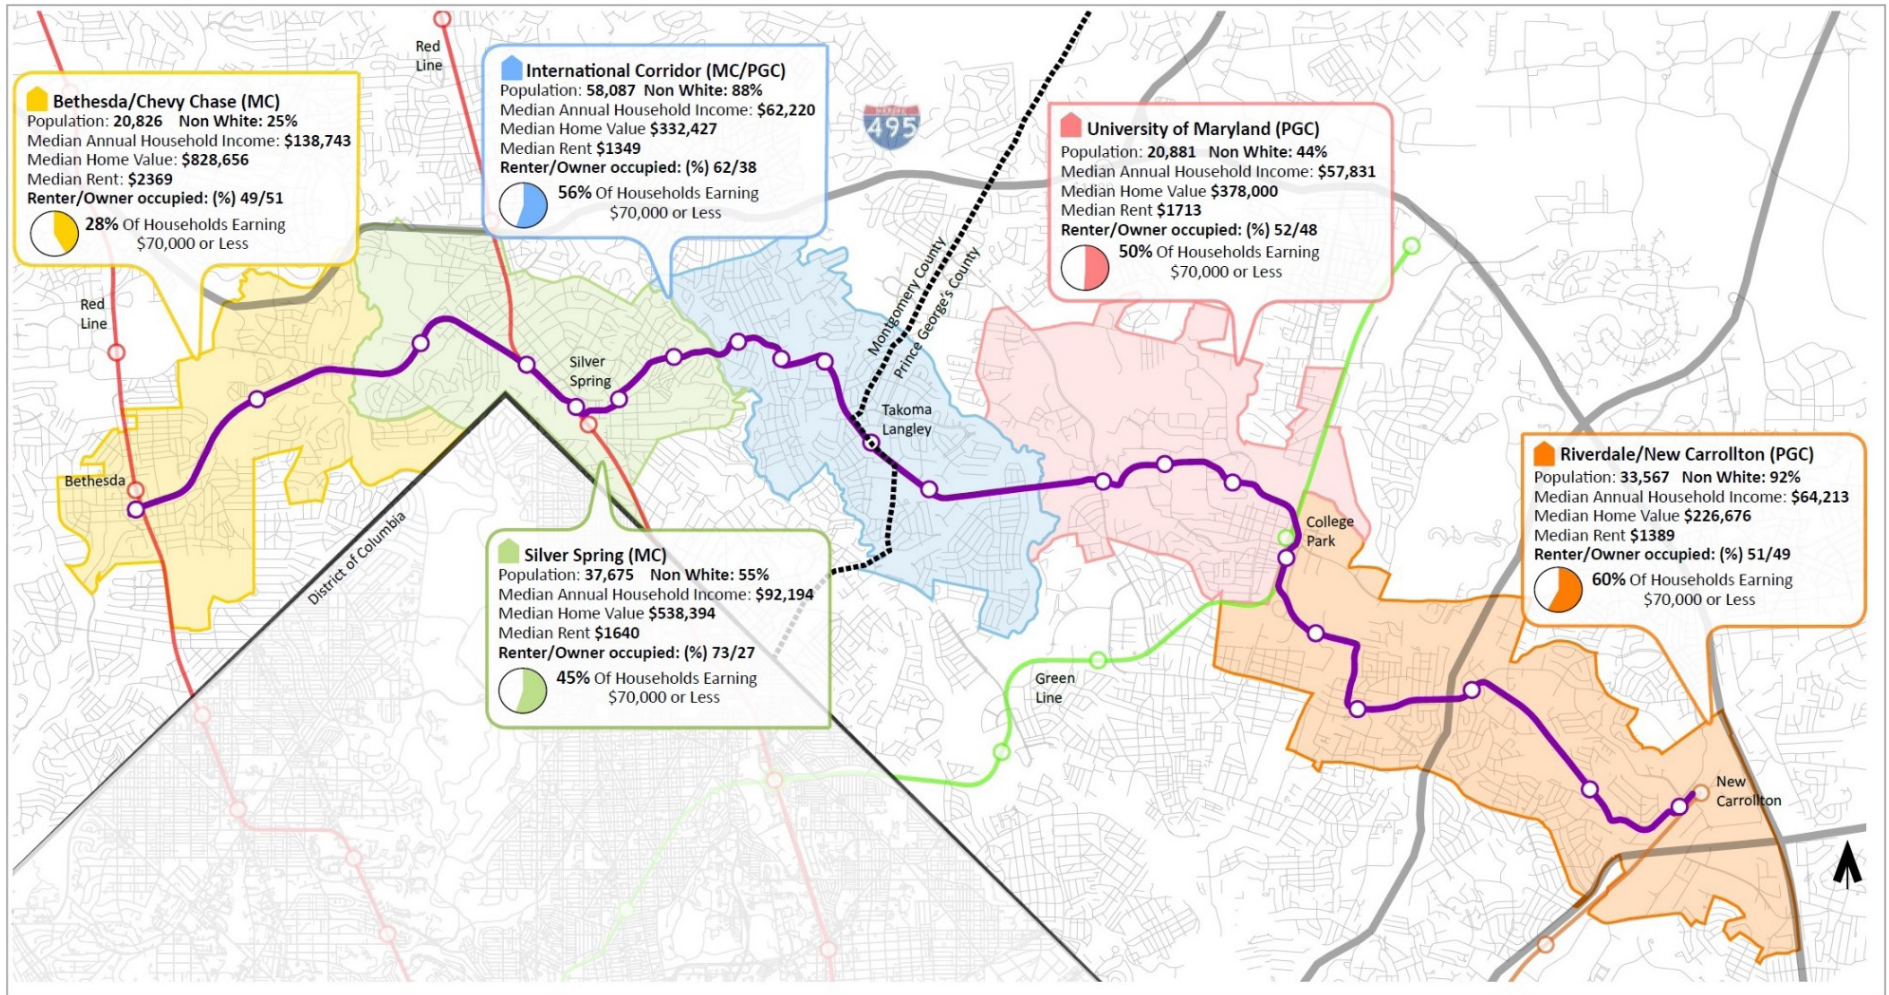 Red
Line
Bethesda/Chevy Chase (MC)
Population: 20,826 Non White: 25%
Median Annual Household Income: $138,743
Median Home Value: $828,656
Median Rent: $2369
Renter/Owner occupied: (%) 49/51
28% Of Households Earning
$70,000 or Less
International Corridor (MC/PGC)
Population: 58,087 Non White: 88%
Median Annual Household Income: $62,220
Median Home Value $332,427
Median Rent $1349
Renter/Owner occupied: (%) 62/38
56% Of Households Earning
$70,000 or Less
495
University of Maryland (PGC)
Population: 20,881 Non White: 44%
Median Annual Household Income: $57,831
Median Home Value $378,000
Median Rent $1713
Renter/Owner occupied: (%) 52/48
50% Of Households Earning
$70,000 or Less
Montgomery County
Prince George's County
Red
Line
Silver
Spring
Takoma
Langley
Bethesda
District of Columbia
College
Park
Riverdale/New Carrollton (PGC)
Population: 33,567 Non White: 92%
Median Annual Household Income: $64,213
Median Home Value $226,676
Median Rent $1389
Renter/Owner occupied: (%) 51/49
60% Of Households Earning
$70,000 or Less
Silver Spring (MC)
Population: 37,675 Non White: 55%
Median Annual Household Income: $92,194
Median Home Value $538,394
Median Rent $1640
Renter/Owner occupied: (%) 73/27
45% Of Households Earning
$70,000 or Less
Green
Line
New
Carrollton